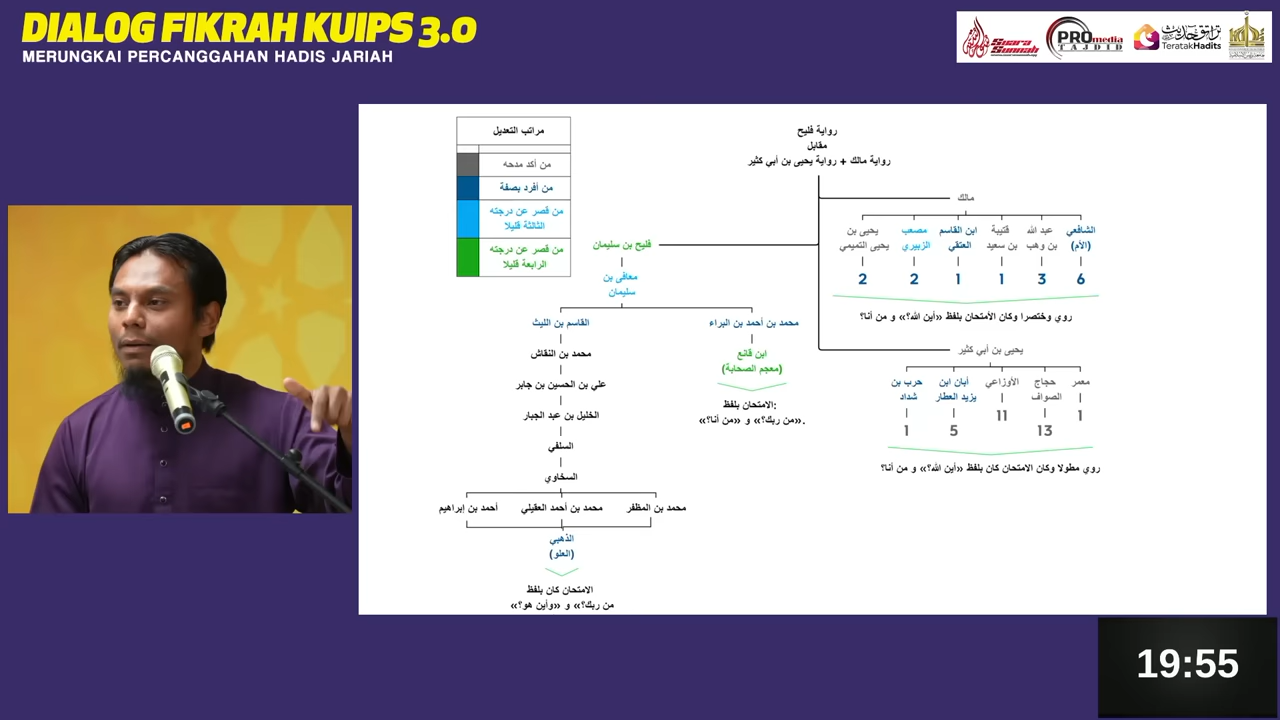 DIALOG FIKRAH KUIPS 3.0
MERUNGKAI PERCANGGAHAN HADIS JARIAH
Suara Sunnah
PROmedia
TAJDID
TeratakHadits
رواية فليح
مقابل
رواية مالك + رواية يحيى بن أبي كثير
مراتب التعديل
من أكد مدحه
من أفرد بصفة
من قصر عن درجته
الثالثة قليلا
من قصر عن درجته
الرابعة قليلا
مالك
الشافعي
(الأم)
عبد الله
بن وهب
قتيبة
بن سعيد
ابن القاسم
العتقي
مصعب
الزبيري
يحيى بن
يحيى التميمي
6
3
1
1
2
2
روي وختصرا وكان الأمتحان بلفظ «أين الله؟» و من أنا؟
يحيى بن أبي كثير
معمر
حجاج
الصواف
الأوزاعي
أبان ابن
يزيد العطار
حرب بن
شداد
1
13
11
5
1
روي مطولا وكان الامتحان كان بلفظ «أين الله؟» و من أنا؟
فليح بن سليمان
معافى بن
سليمان
محمد بن أحمد بن البراء
ابن قانع
(معجم الصحابة)
الامتحان بلفظ:
«من ربك؟» و «من أنا؟».
القاسم بن الليث
محمد بن النقاش
علي بن الحسين بن جابر
الخليل بن عبد الجبار
السلفي
السخاوي
محمد بن المظفر
محمد بن أحمد العقيلي
أحمد بن إبراهيم
الذهبي
(العلو)
الامتحان كان بلفظ
من ربك؟» و «وأين هو؟»
19:55